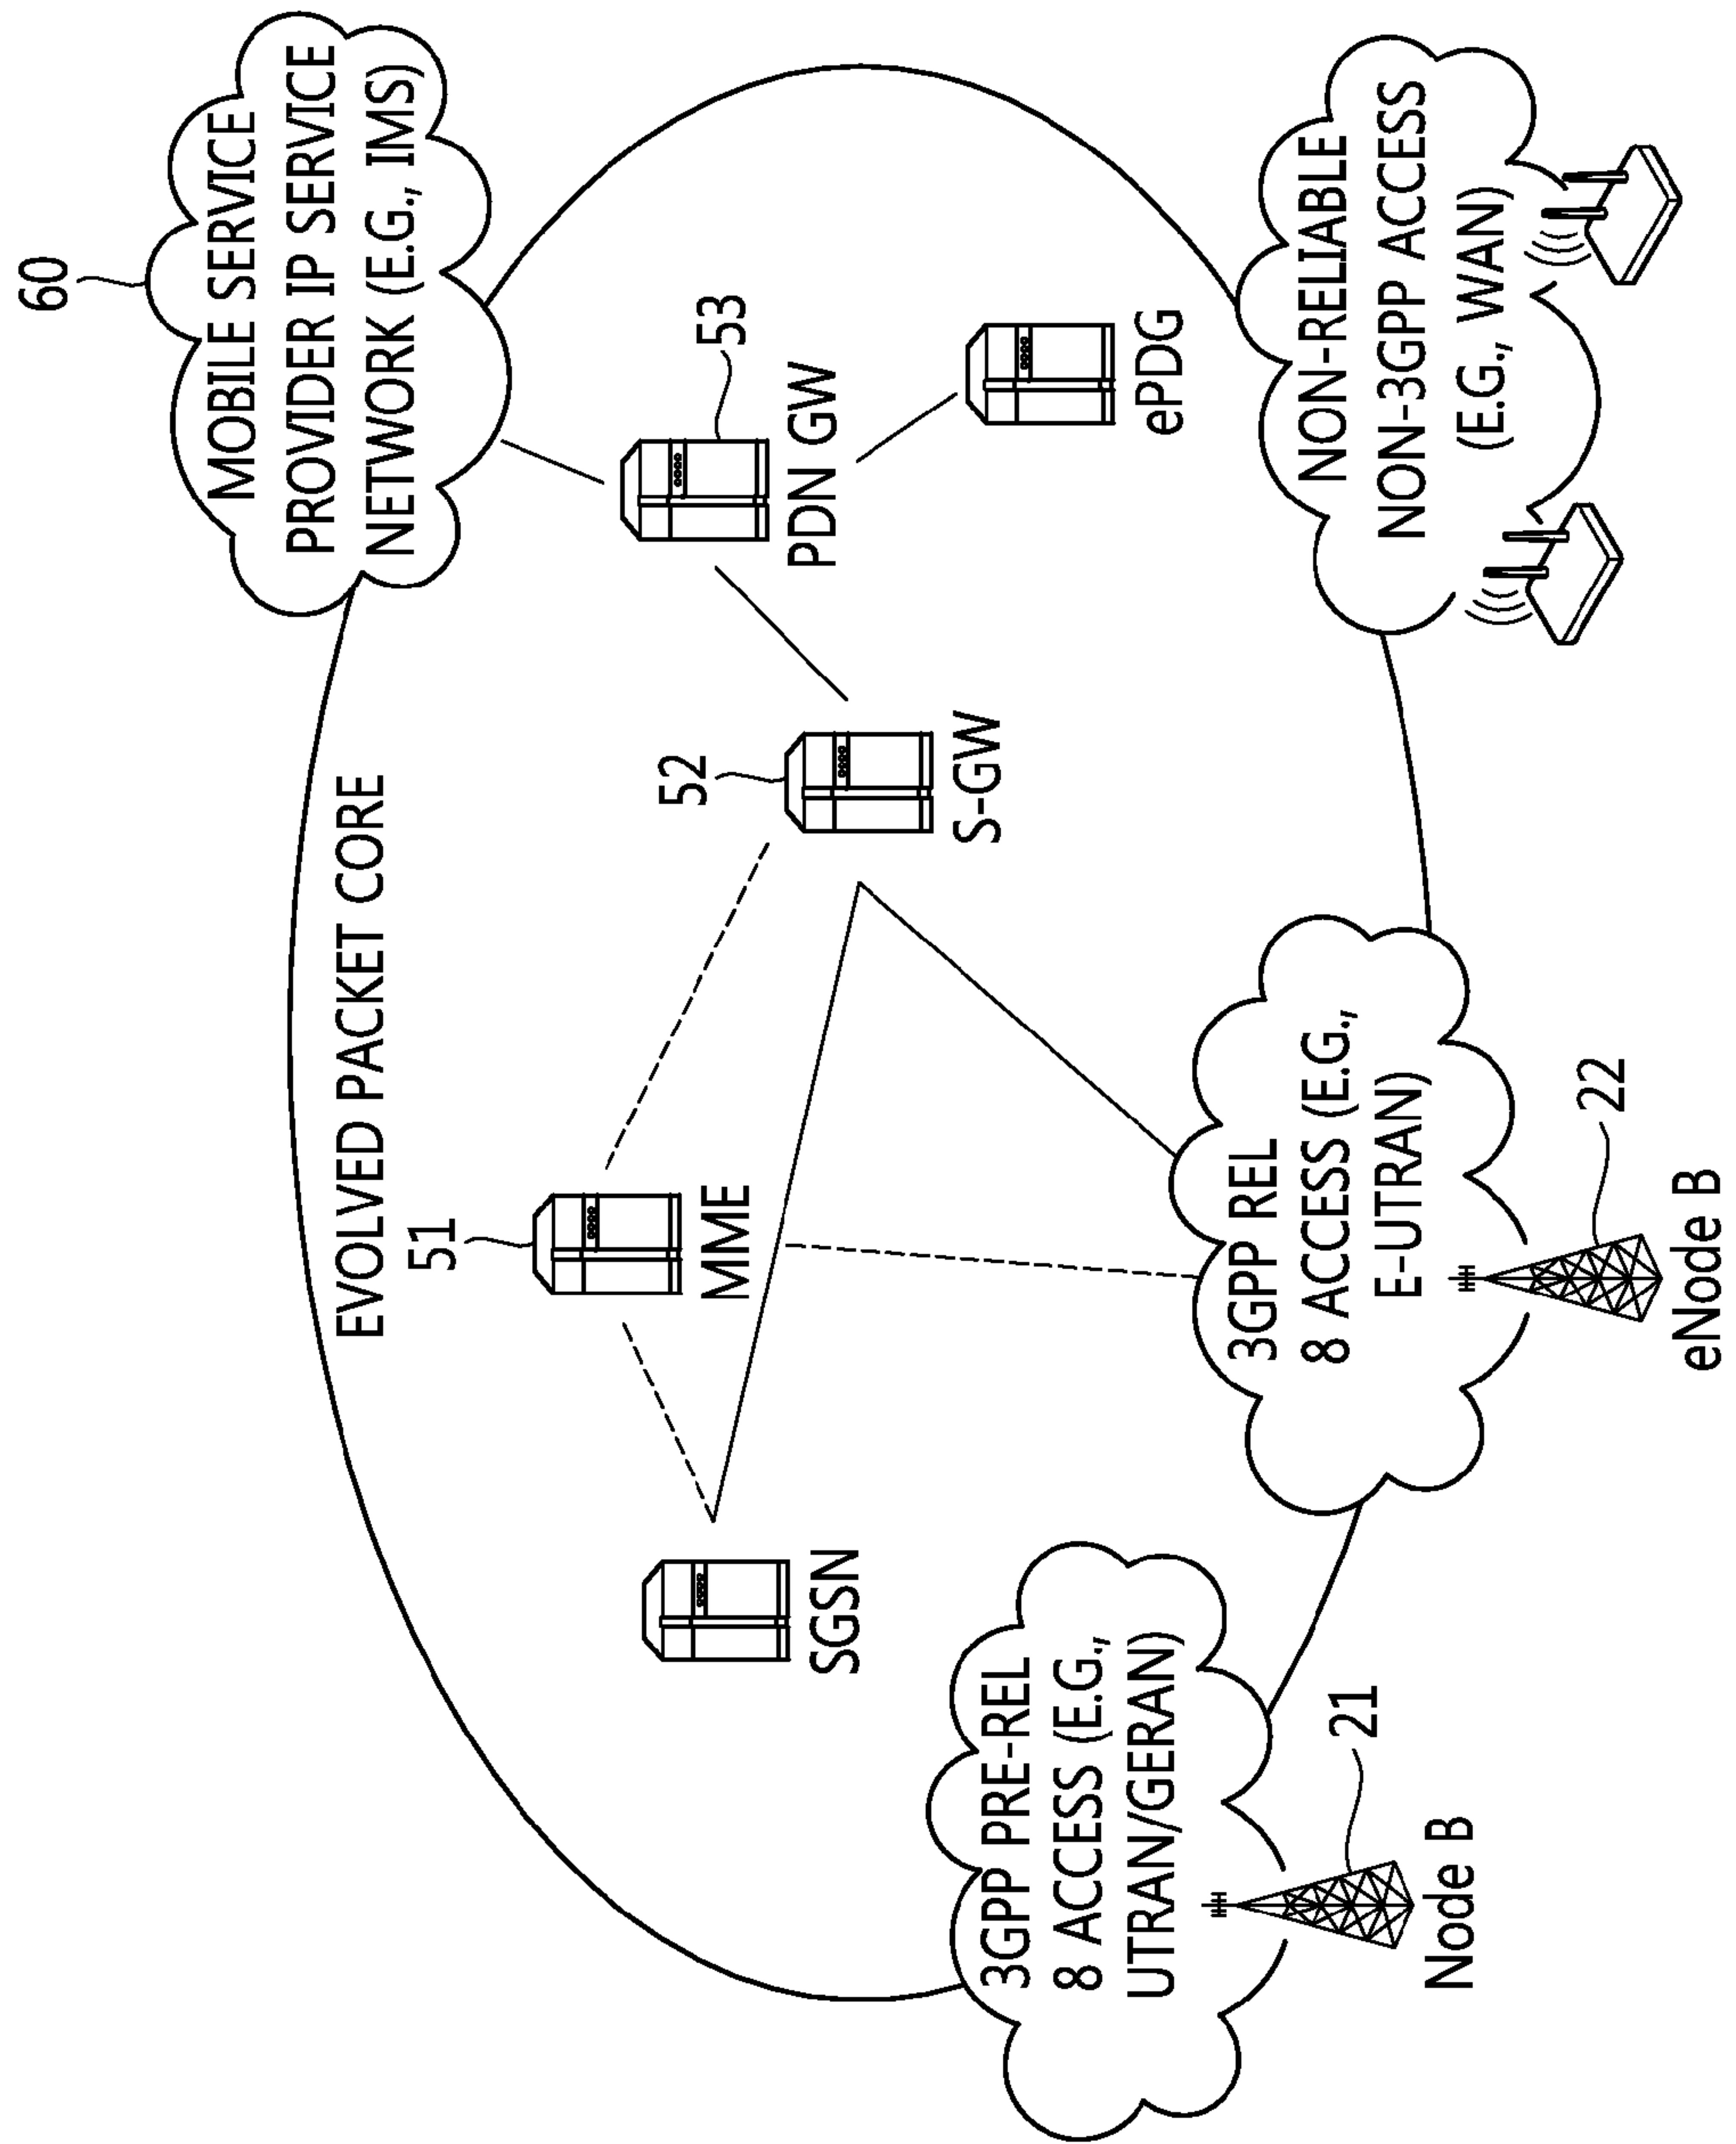 60
MOBILE SERVICE
PROVIDER IP SERVICE
NETWORK (E.G., IMS)
EVOLVED PACKET CORE
51
MME
52
S-GW
53
PDN GW
SGSN
ePDG
3GPP PRE-REL
8 ACCESS (E.G.,
UTRAN/GERAN)
21
Node B
3GPP REL
8 ACCESS (E.G.,
E-UTRAN)
22
eNode B
NON-RELIABLE
NON-3GPP ACCESS
(E.G., WAN)